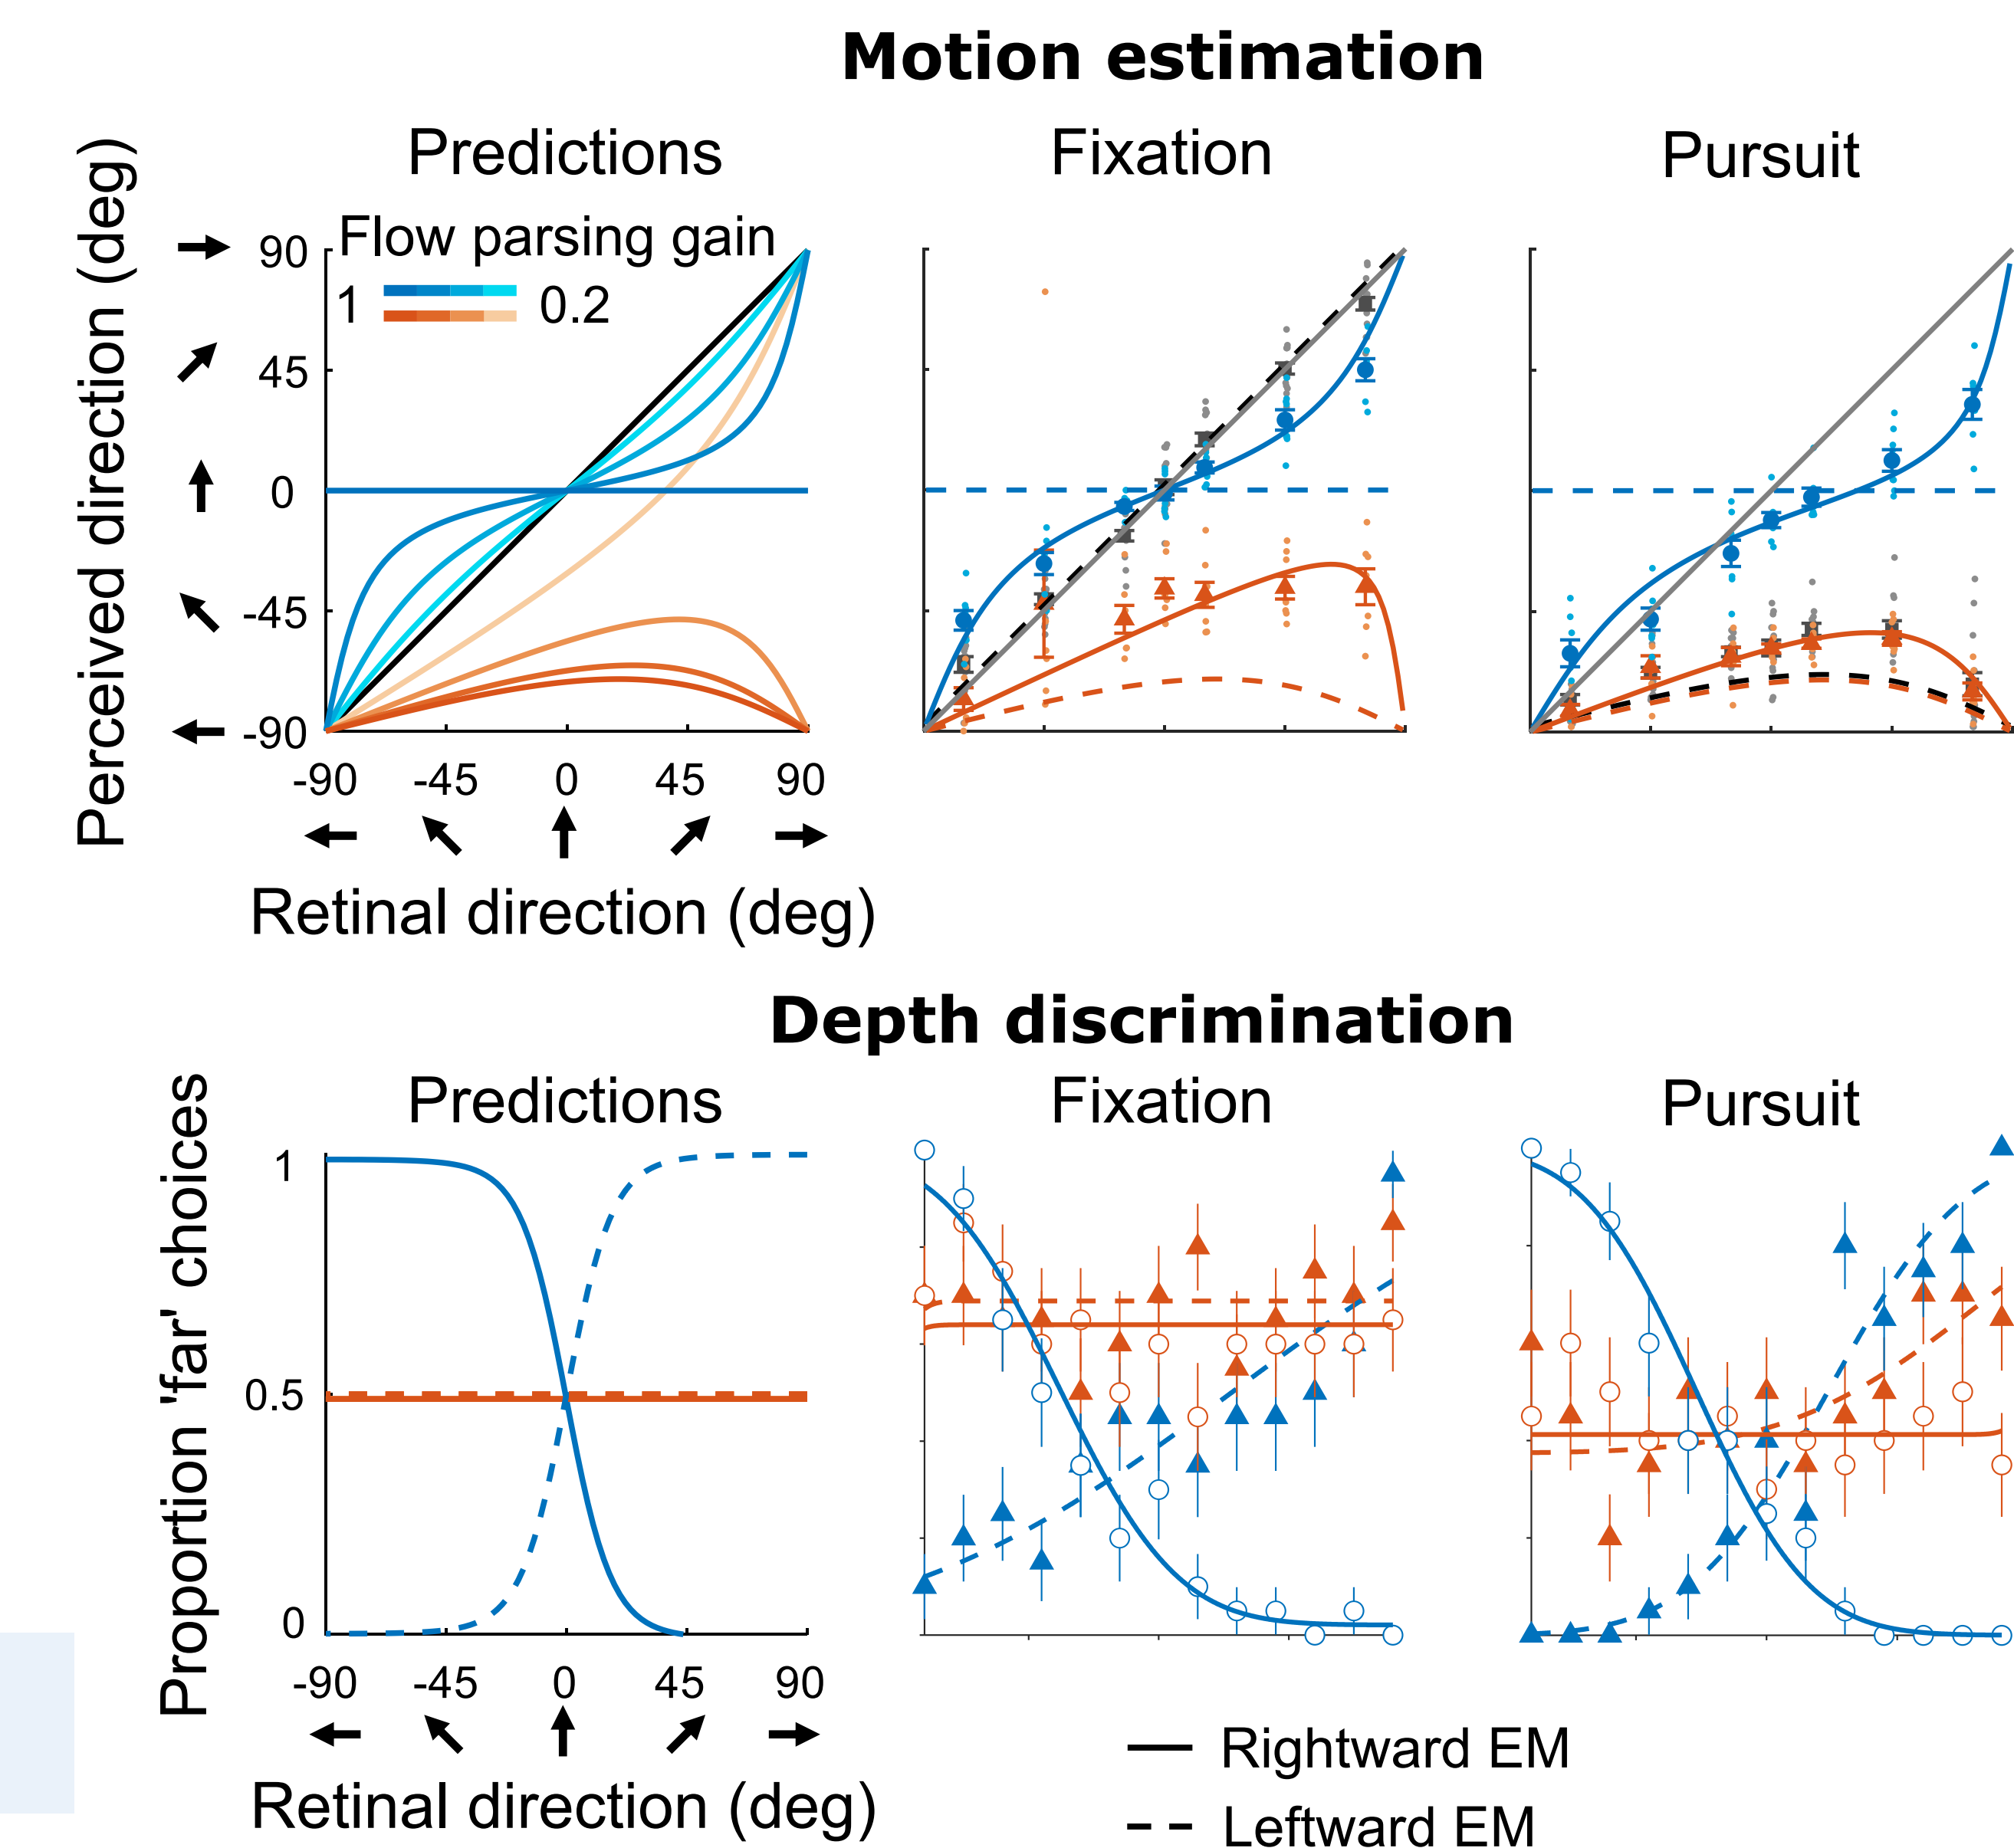 Motion estimation
Predictions
Fixation
Pursuit
Perceived direction (deg)
Flow parsing gain
1
0.2
90
45
0
-45
-90
-90
-45
0
45
90
Retinal direction (deg)
Depth discrimination
Predictions
Fixation
Pursuit
Proportion 'far' choices
1
0.5
0
-90
-45
0
45
90
Retinal direction (deg)
Rightward EM
Leftward EM